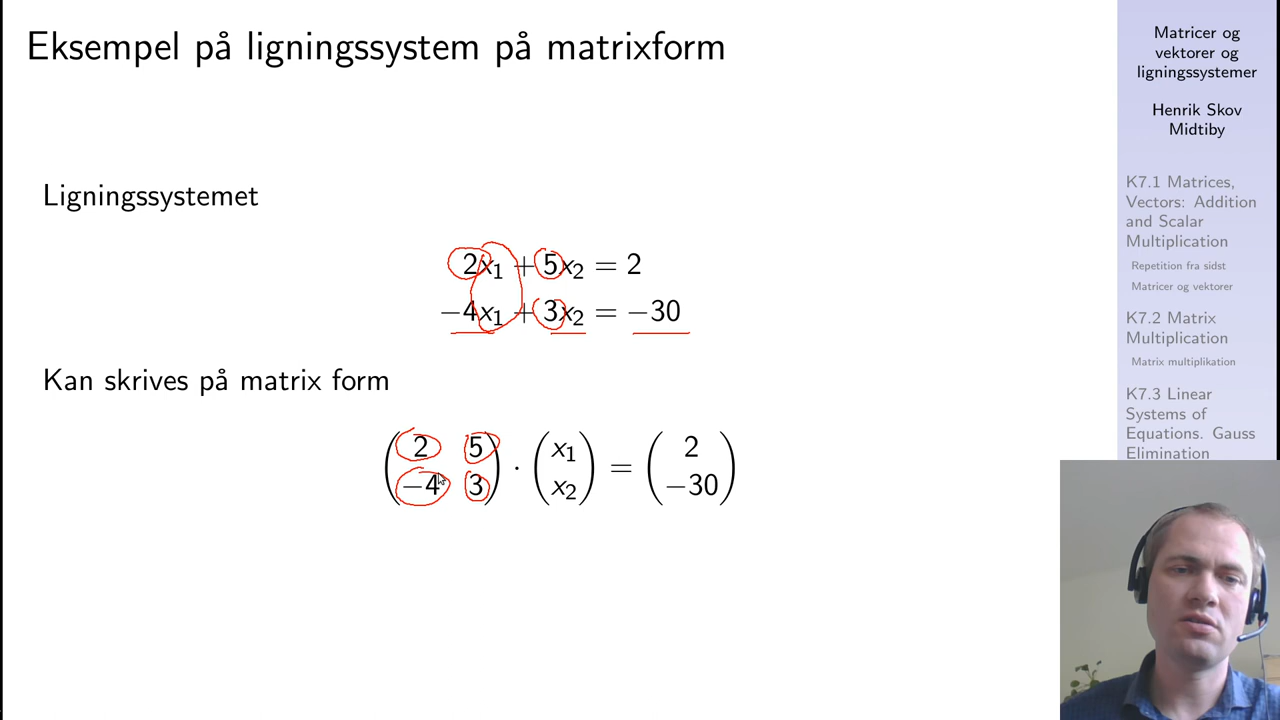 Eksempel på ligningssystem på matrixform
Ligningssystemet
2x₁ + 5x₂ = 2
−4x₁ + 3x₂ = −30
Kan skrives på matrix form
(2 5) · (x₁) = (2)
(−4 3) (x₂) (−30)
Matricer og
vektorer og
ligningssystemer
Henrik Skov
Midtiby
K7.1 Matrices,
Vectors: Addition
and Scalar
Multiplication
Repetition fra sidst
Matricer og vektorer
K7.2 Matrix
Multiplication
Matrix multiplikation
K7.3 Linear
Systems of
Equations. Gauss
Elimination